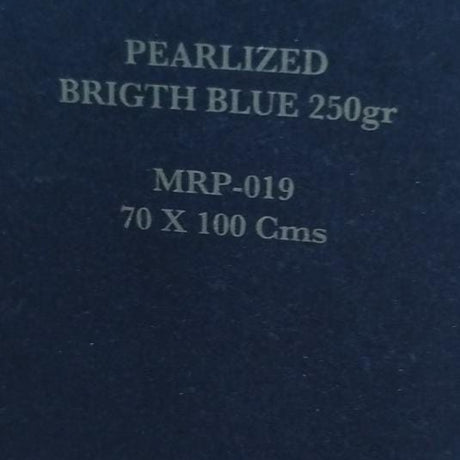 PEARLIZED
BRIGTH BLUE 250gr
MRP-019
70 X 100 Cms